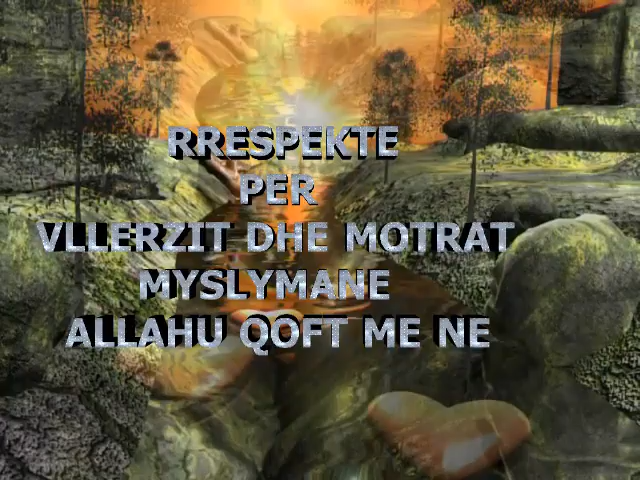 RRESPEKTE
PER
VLLERZIT DHE MOTRAT
MYSLYMANE
ALLAHU QOFT ME NE